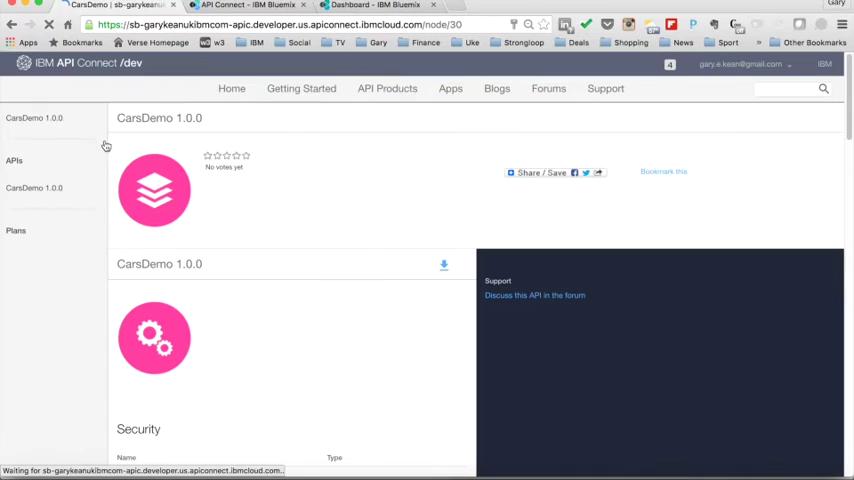 Gary
CarsDemo | sb-garykeanuk
API Connect - IBM Bluemix
Dashboard - IBM Bluemix
https://sb-garykeanukibmcom-apic.developer.us.apiconnect.ibmcloud.com/node/30
Apps
Bookmarks
Verse Homepage
w3
IBM
Social
TV
Gary
Finance
Uke
Strongloop
Deals
Shopping
News
Sport
»
Other Bookmarks
IBM API Connect /dev
4
gary.e.kean@gmail.com
IBM
Home
Getting Started
API Products
Apps
Blogs
Forums
Support
CarsDemo 1.0.0
APIs
CarsDemo 1.0.0
Plans
CarsDemo 1.0.0
No votes yet
Share / Save
Bookmark this
CarsDemo 1.0.0
Support
Discuss this API in the forum
Security
Name
Type
Waiting for sb-garykeanukibmcom-apic.developer.us.apiconnect.ibmcloud.com...